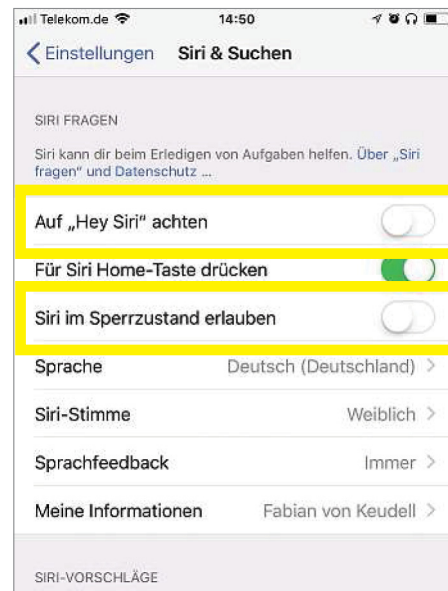 Telekom.de 14:50
Einstellungen Siri & Suchen
SIRI FRAGEN
Siri kann dir beim Erledigen von Aufgaben helfen. Über „Siri
fragen“ und Datenschutz ...
Auf „Hey Siri“ achten
Für Siri Home-Taste drücken
Siri im Sperrzustand erlauben
Sprache Deutsch (Deutschland)
Siri-Stimme Weiblich
Sprachfeedback Immer
Meine Informationen Fabian von Keudell
SIRI-VORSCHLÄGE